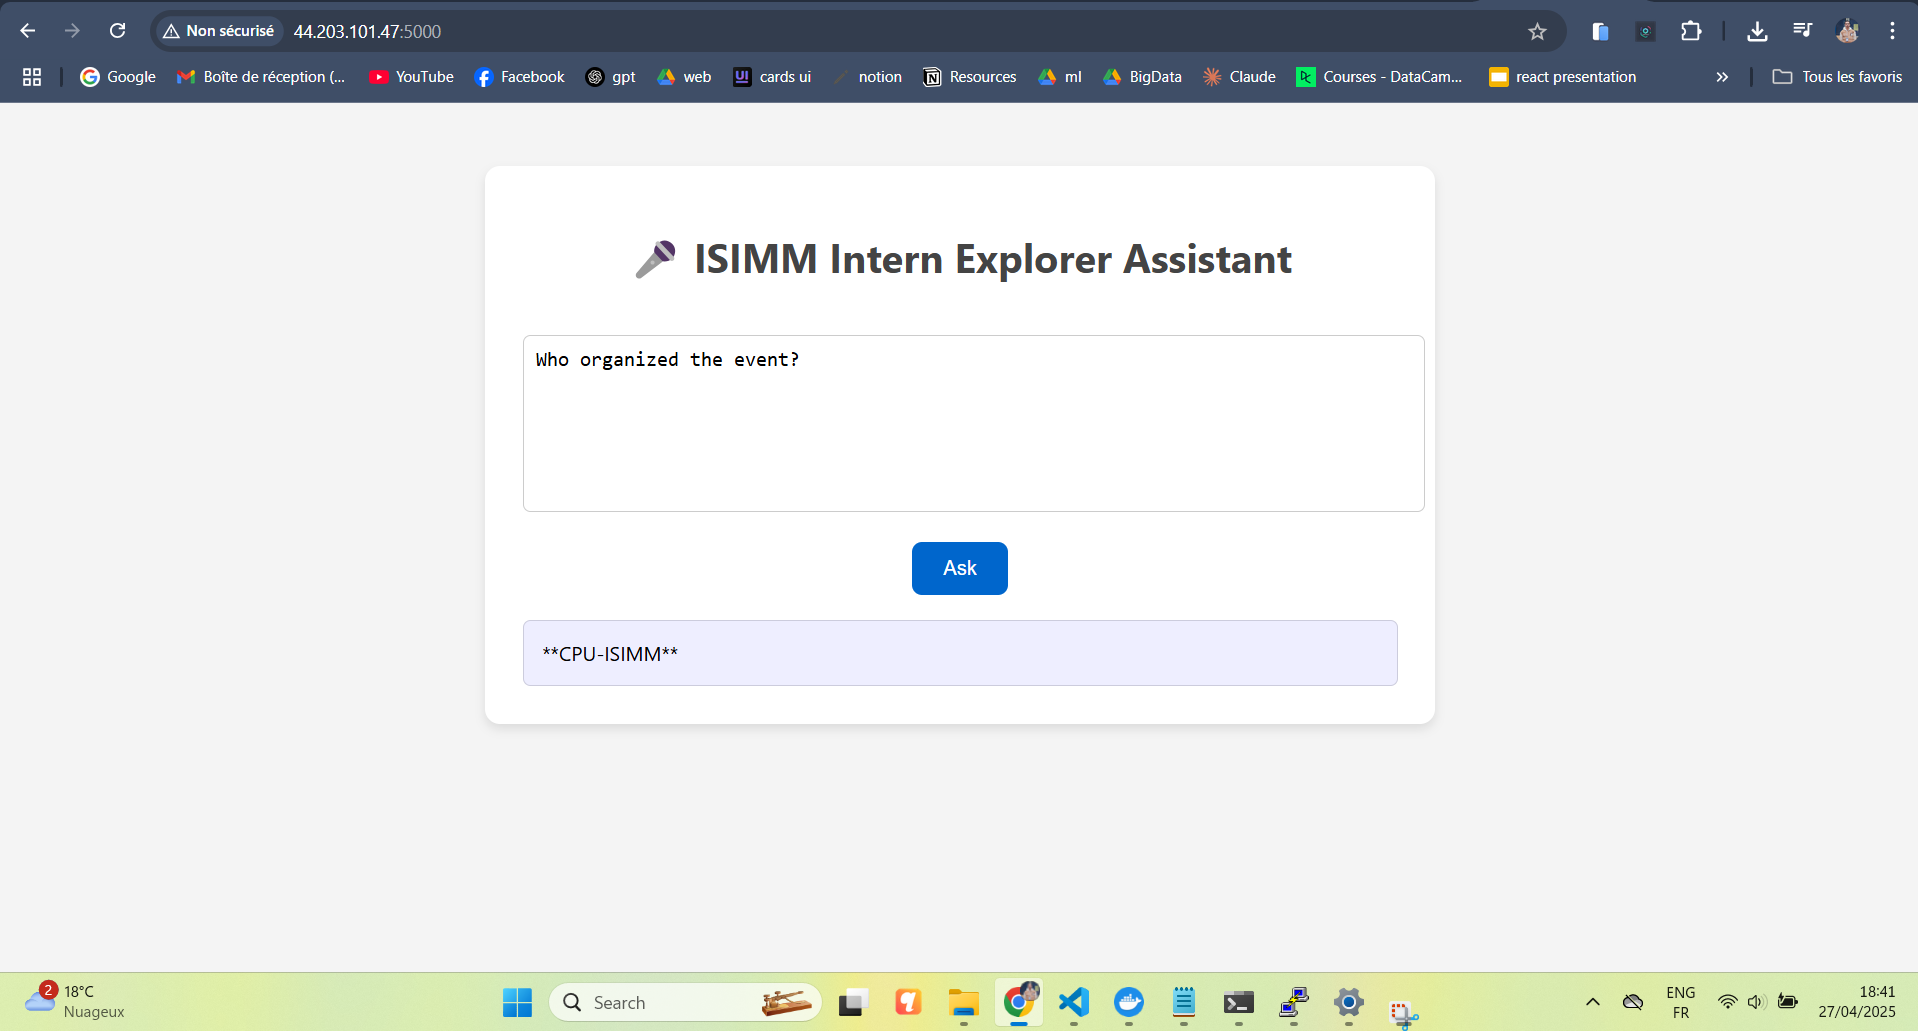 Non sécurisé
44.203.101.47:5000
Google
Boîte de réception (...
YouTube
Facebook
gpt
web
UI
cards ui
notion
Resources
ml
BigData
Claude
Courses - DataCam...
react presentation
»
Tous les favoris
🎤 ISIMM Intern Explorer Assistant
Who organized the event?
Ask
**CPU-ISIMM**
2
18°C
Nuageux
Search
ENG
FR
18:41
27/04/2025